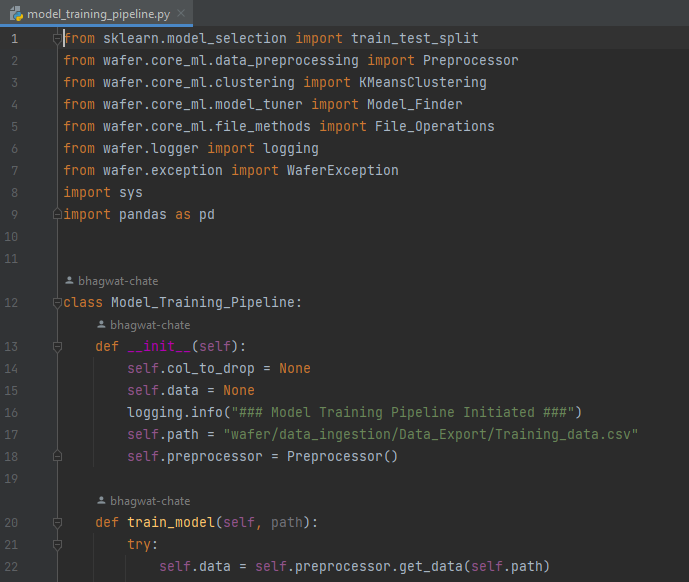 model_training_pipeline.py
1 from sklearn.model_selection import train_test_split
2 from wafer.core_ml.data_preprocessing import Preprocessor
3 from wafer.core_ml.clustering import KMeansClustering
4 from wafer.core_ml.model_tuner import Model_Finder
5 from wafer.core_ml.file_methods import File_Operations
6 from wafer.logger import logging
7 from wafer.exception import WaferException
8 import sys
9 import pandas as pd
10
11
bhagwat-chate
12 class Model_Training_Pipeline:
bhagwat-chate
13 def __init__(self):
14 self.col_to_drop = None
15 self.data = None
16 logging.info("### Model Training Pipeline Initiated ###")
17 self.path = "wafer/data_ingestion/Data_Export/Training_data.csv"
18 self.preprocessor = Preprocessor()
19
bhagwat-chate
20 def train_model(self, path):
21 try:
22 self.data = self.preprocessor.get_data(self.path)